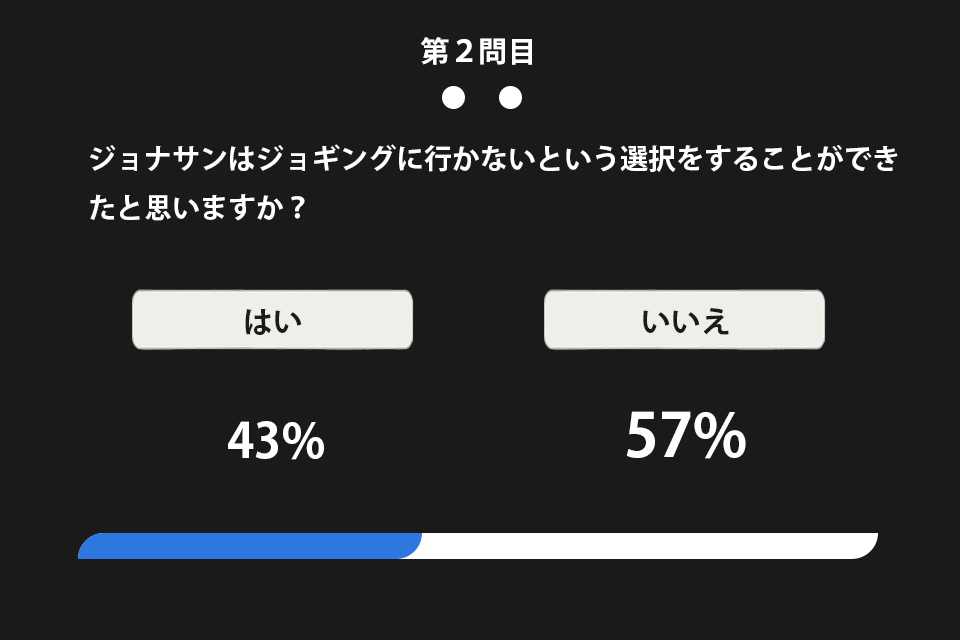 第２問目
ジョナサンはジョギングに行かないという選択をすることができ
たと思いますか？
はい
いいえ
43%
57%